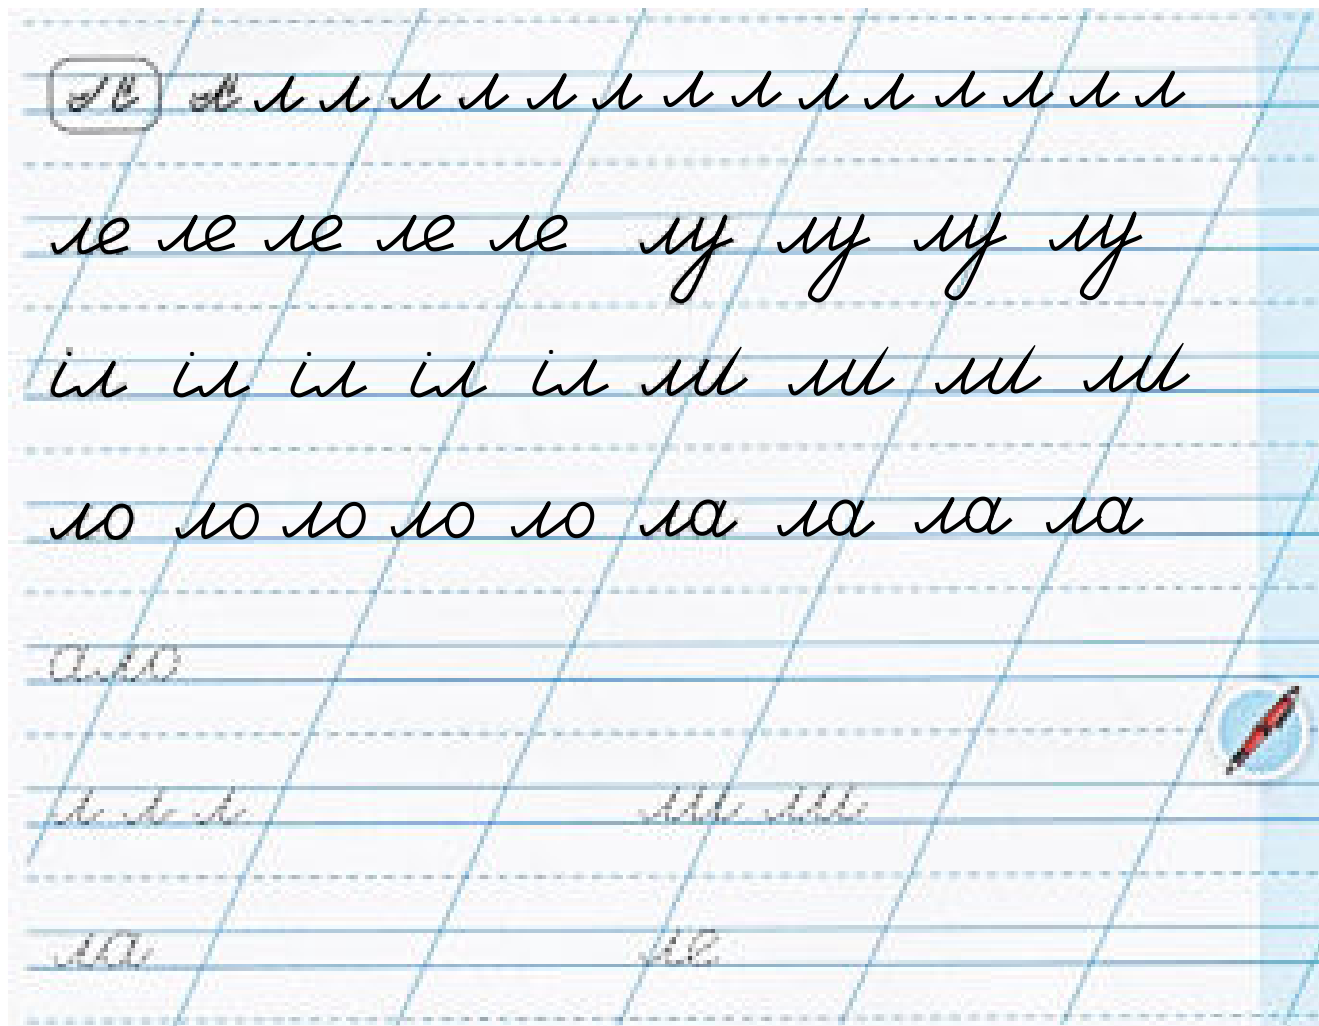 л л л л л л л л л л л л л л л
ле ле ле ле ле лу лу лу лу
іл іл іл іл іл ли ли ли ли
ло ло ло ло ло ла ла ла ла
ало
л л л ли ли
ла ле